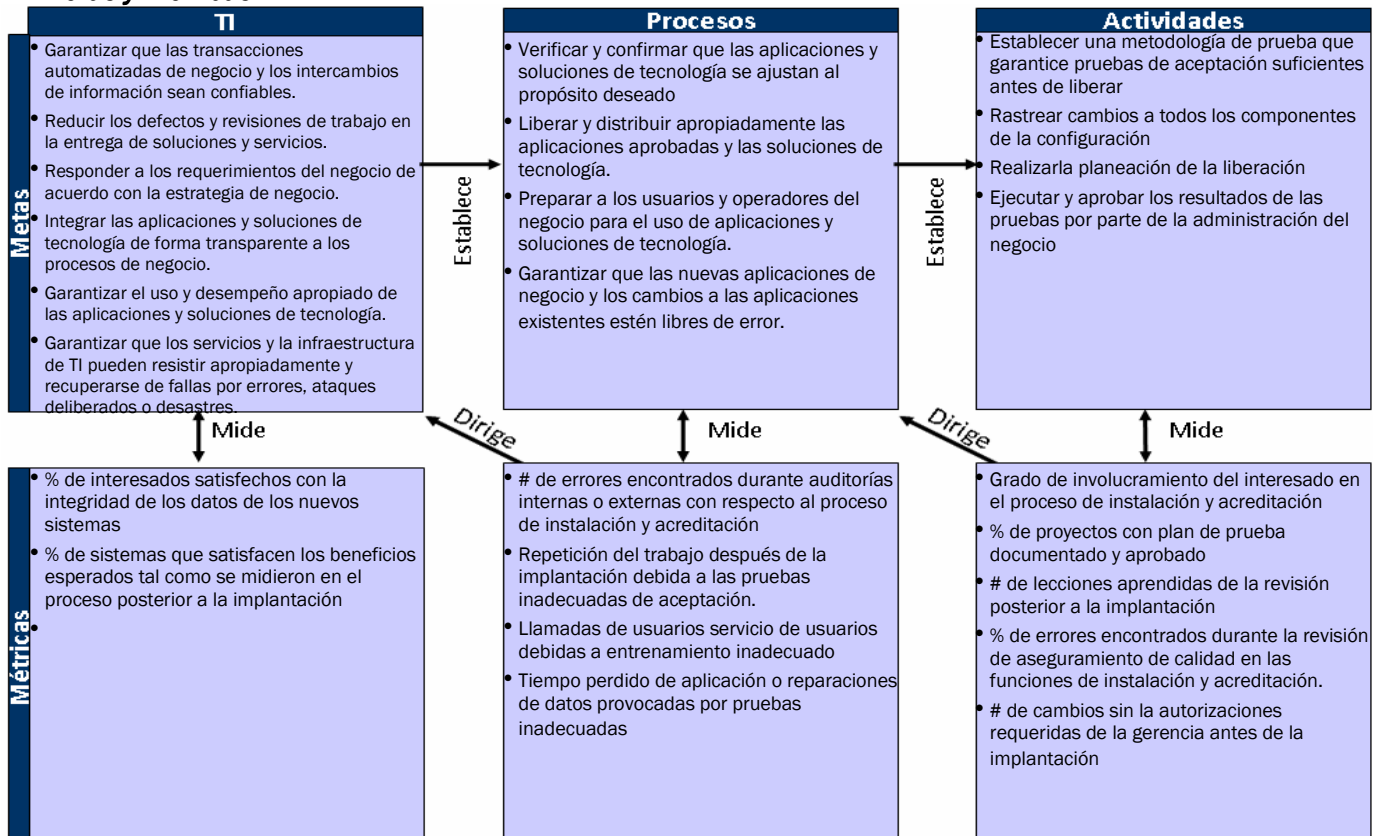 TI
Procesos
Actividades
Metas
• Garantizar que las transacciones
automatizadas de negocio y los intercambios
de información sean confiables.
• Reducir los defectos y revisiones de trabajo en
la entrega de soluciones y servicios.
• Responder a los requerimientos del negocio de
acuerdo con la estrategia de negocio.
• Integrar las aplicaciones y soluciones de
tecnología de forma transparente a los
procesos de negocio.
• Garantizar el uso y desempeño apropiado de
las aplicaciones y soluciones de tecnología.
• Garantizar que los servicios y la infraestructura
de TI pueden resistir apropiadamente y
recuperarse de fallas por errores, ataques
deliberados o desastres.
Establece
• Verificar y confirmar que las aplicaciones y
soluciones de tecnología se ajustan al
propósito deseado
• Liberar y distribuir apropiadamente las
aplicaciones aprobadas y las soluciones de
tecnología.
• Preparar a los usuarios y operadores del
negocio para el uso de aplicaciones y
soluciones de tecnología.
• Garantizar que las nuevas aplicaciones de
negocio y los cambios a las aplicaciones
existentes estén libres de error.
Establece
• Establecer una metodología de prueba que
garantice pruebas de aceptación suficientes
antes de liberar
• Rastrear cambios a todos los componentes
de la configuración
• Realizarla planeación de la liberación
• Ejecutar y aprobar los resultados de las
pruebas por parte de la administración del
negocio
Mide
Dirige
Mide
Dirige
Mide
Métricas
• % de interesados satisfechos con la
integridad de los datos de los nuevos
sistemas
• % de sistemas que satisfacen los beneficios
esperados tal como se midieron en el
proceso posterior a la implantación
•
• # de errores encontrados durante auditorías
internas o externas con respecto al proceso
de instalación y acreditación
• Repetición del trabajo después de la
implantación debida a las pruebas
inadecuadas de aceptación.
• Llamadas de usuarios servicio de usuarios
debidas a entrenamiento inadecuado
• Tiempo perdido de aplicación o reparaciones
de datos provocadas por pruebas
inadecuadas
• Grado de involucramiento del interesado en
el proceso de instalación y acreditación
• % de proyectos con plan de prueba
documentado y aprobado
• # de lecciones aprendidas de la revisión
posterior a la implantación
• % de errores encontrados durante la revisión
de aseguramiento de calidad en las
funciones de instalación y acreditación.
• # de cambios sin la autorizaciones
requeridas de la gerencia antes de la
implantación